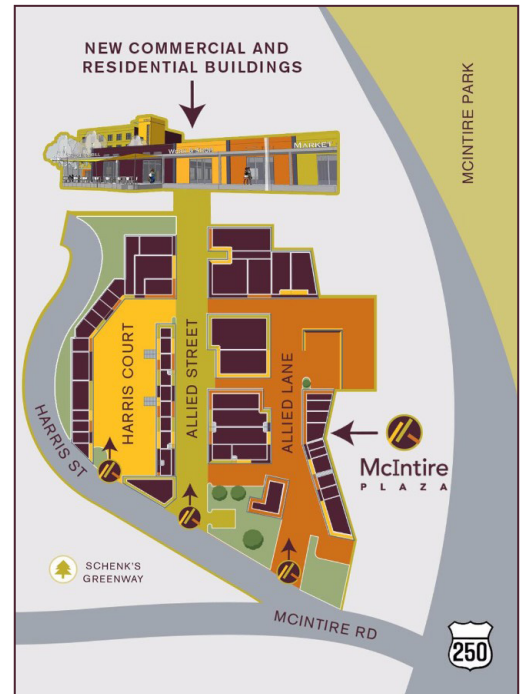 NEW COMMERCIAL AND
RESIDENTIAL BUILDINGS
MCINTIRE PARK
MARKET
HARRIS COURT
ALLIED STREET
ALLIED LANE
HARRIS ST
McIntire
PLAZA
SCHENK'S
GREENWAY
MCINTIRE RD
250